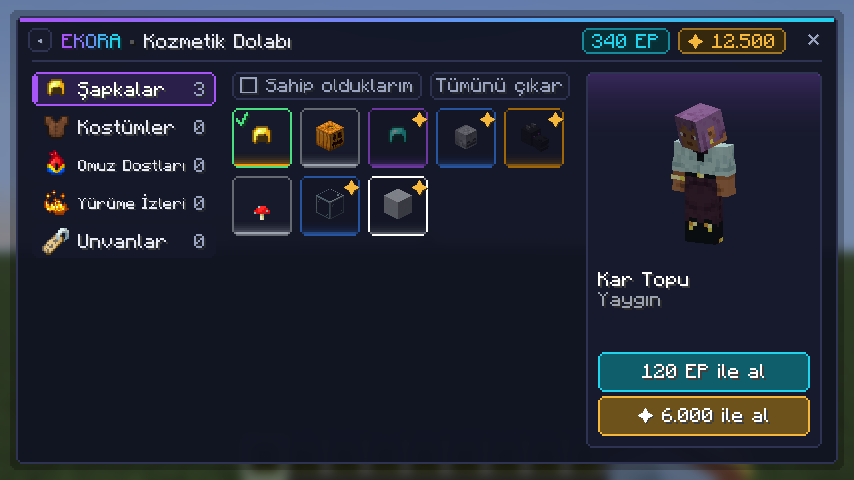 EKORA • Kozmetik Dolabı
340 EP
12.500
Şapkalar 3
Kostümler 0
Omuz Dostları 0
Yürüme İzleri 0
Unvanlar 0
Sahip olduklarım
Tümünü çıkar
Kar Topu
Yaygın
120 EP ile al
6.000 ile al